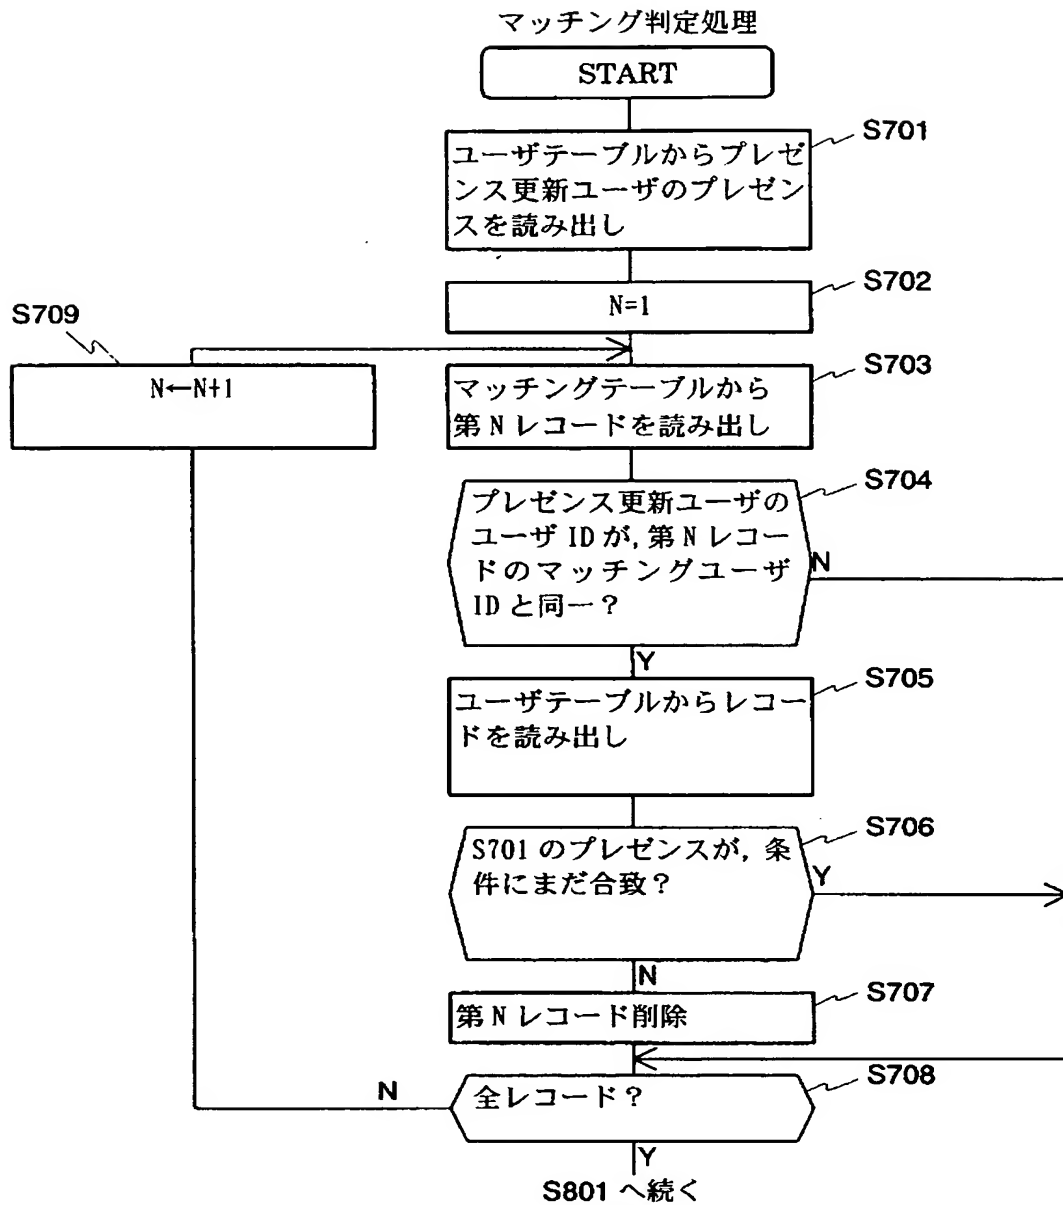 マッチング判定処理
START
S701
ユーザテーブルからプレゼ
ンス更新ユーザのプレゼン
スを読み出し
S702
N=1
S709
N←N+1
S703
マッチングテーブルから
第Nレコードを読み出し
S704
プレゼンス更新ユーザの
ユーザIDが,第Nレコー
ドのマッチングユーザ
IDと同一?
N
Y
S705
ユーザテーブルからレコー
ドを読み出し
S706
S701のプレゼンスが,条
件にまだ合致?
Y
N
S707
第Nレコード削除
S708
全レコード?
N
Y
S801へ続く